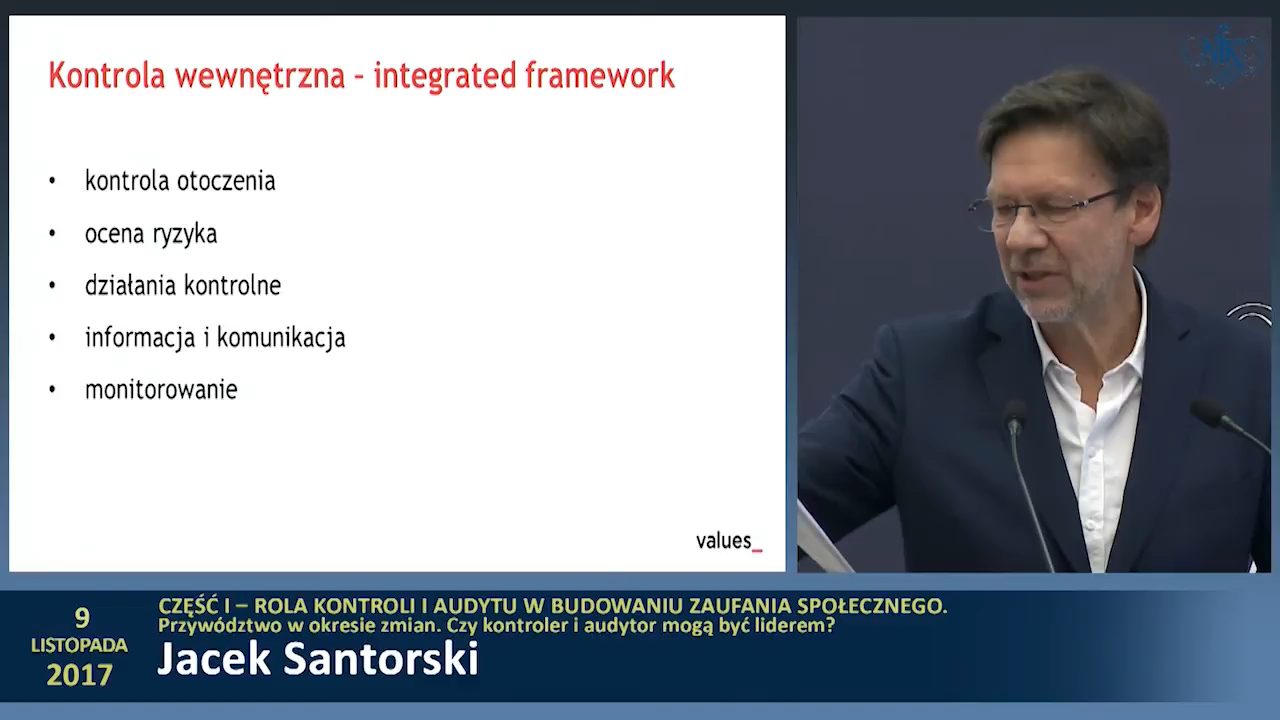 Kontrola wewnętrzna – integrated framework
• kontrola otoczenia
• ocena ryzyka
• działania kontrolne
• informacja i komunikacja
• monitorowanie
values_
NIK
9
LISTOPADA
2017
CZĘŚĆ I – ROLA KONTROLI I AUDYTU W BUDOWANIU ZAUFANIA SPOŁECZNEGO.
Przywództwo w okresie zmian. Czy kontroler i audytor mogą być liderem?
Jacek Santorski